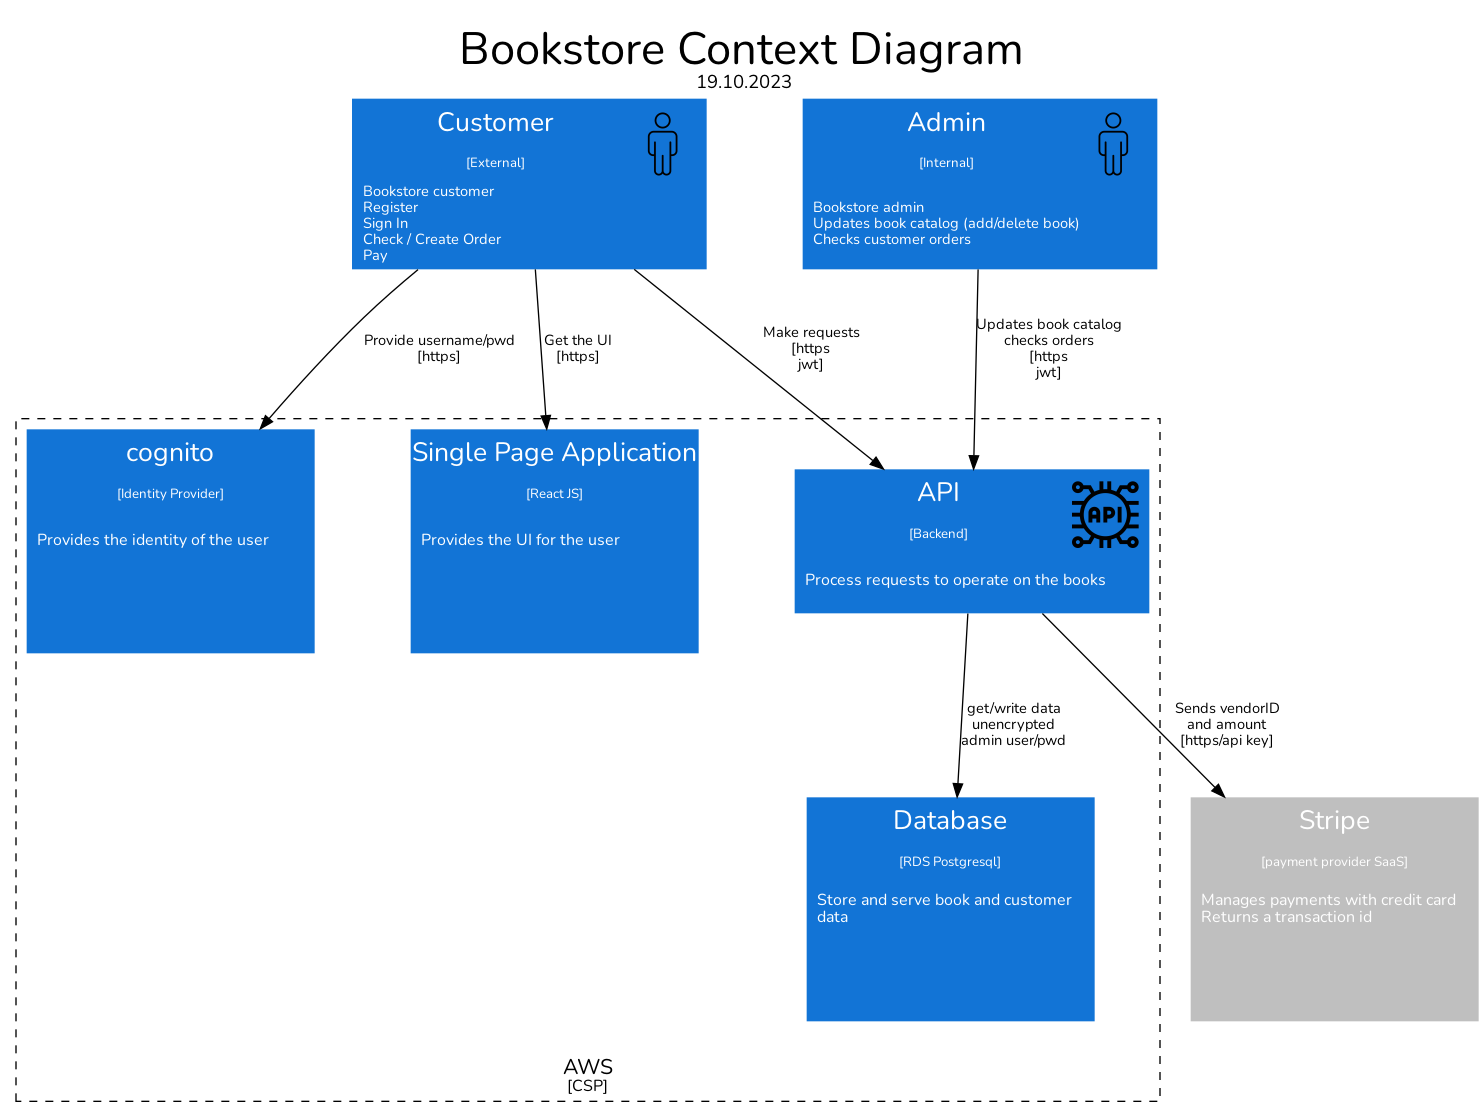 Bookstore Context Diagram
19.10.2023
Customer
[External]
Bookstore customer
Register
Sign In
Check / Create Order
Pay
Admin
[Internal]
Bookstore admin
Updates book catalog (add/delete book)
Checks customer orders
Provide username/pwd
[https]
Get the UI
[https]
Make requests
[https
jwt]
Updates book catalog
checks orders
[https
jwt]
cognito
[Identity Provider]
Provides the identity of the user
Single Page Application
[React JS]
Provides the UI for the user
API
[Backend]
Process requests to operate on the books
API
get/write data
unencrypted
admin user/pwd
Sends vendorID
and amount
[https/api key]
Database
[RDS Postgresql]
Store and serve book and customer
data
Stripe
[payment provider SaaS]
Manages payments with credit card
Returns a transaction id
AWS
[CSP]